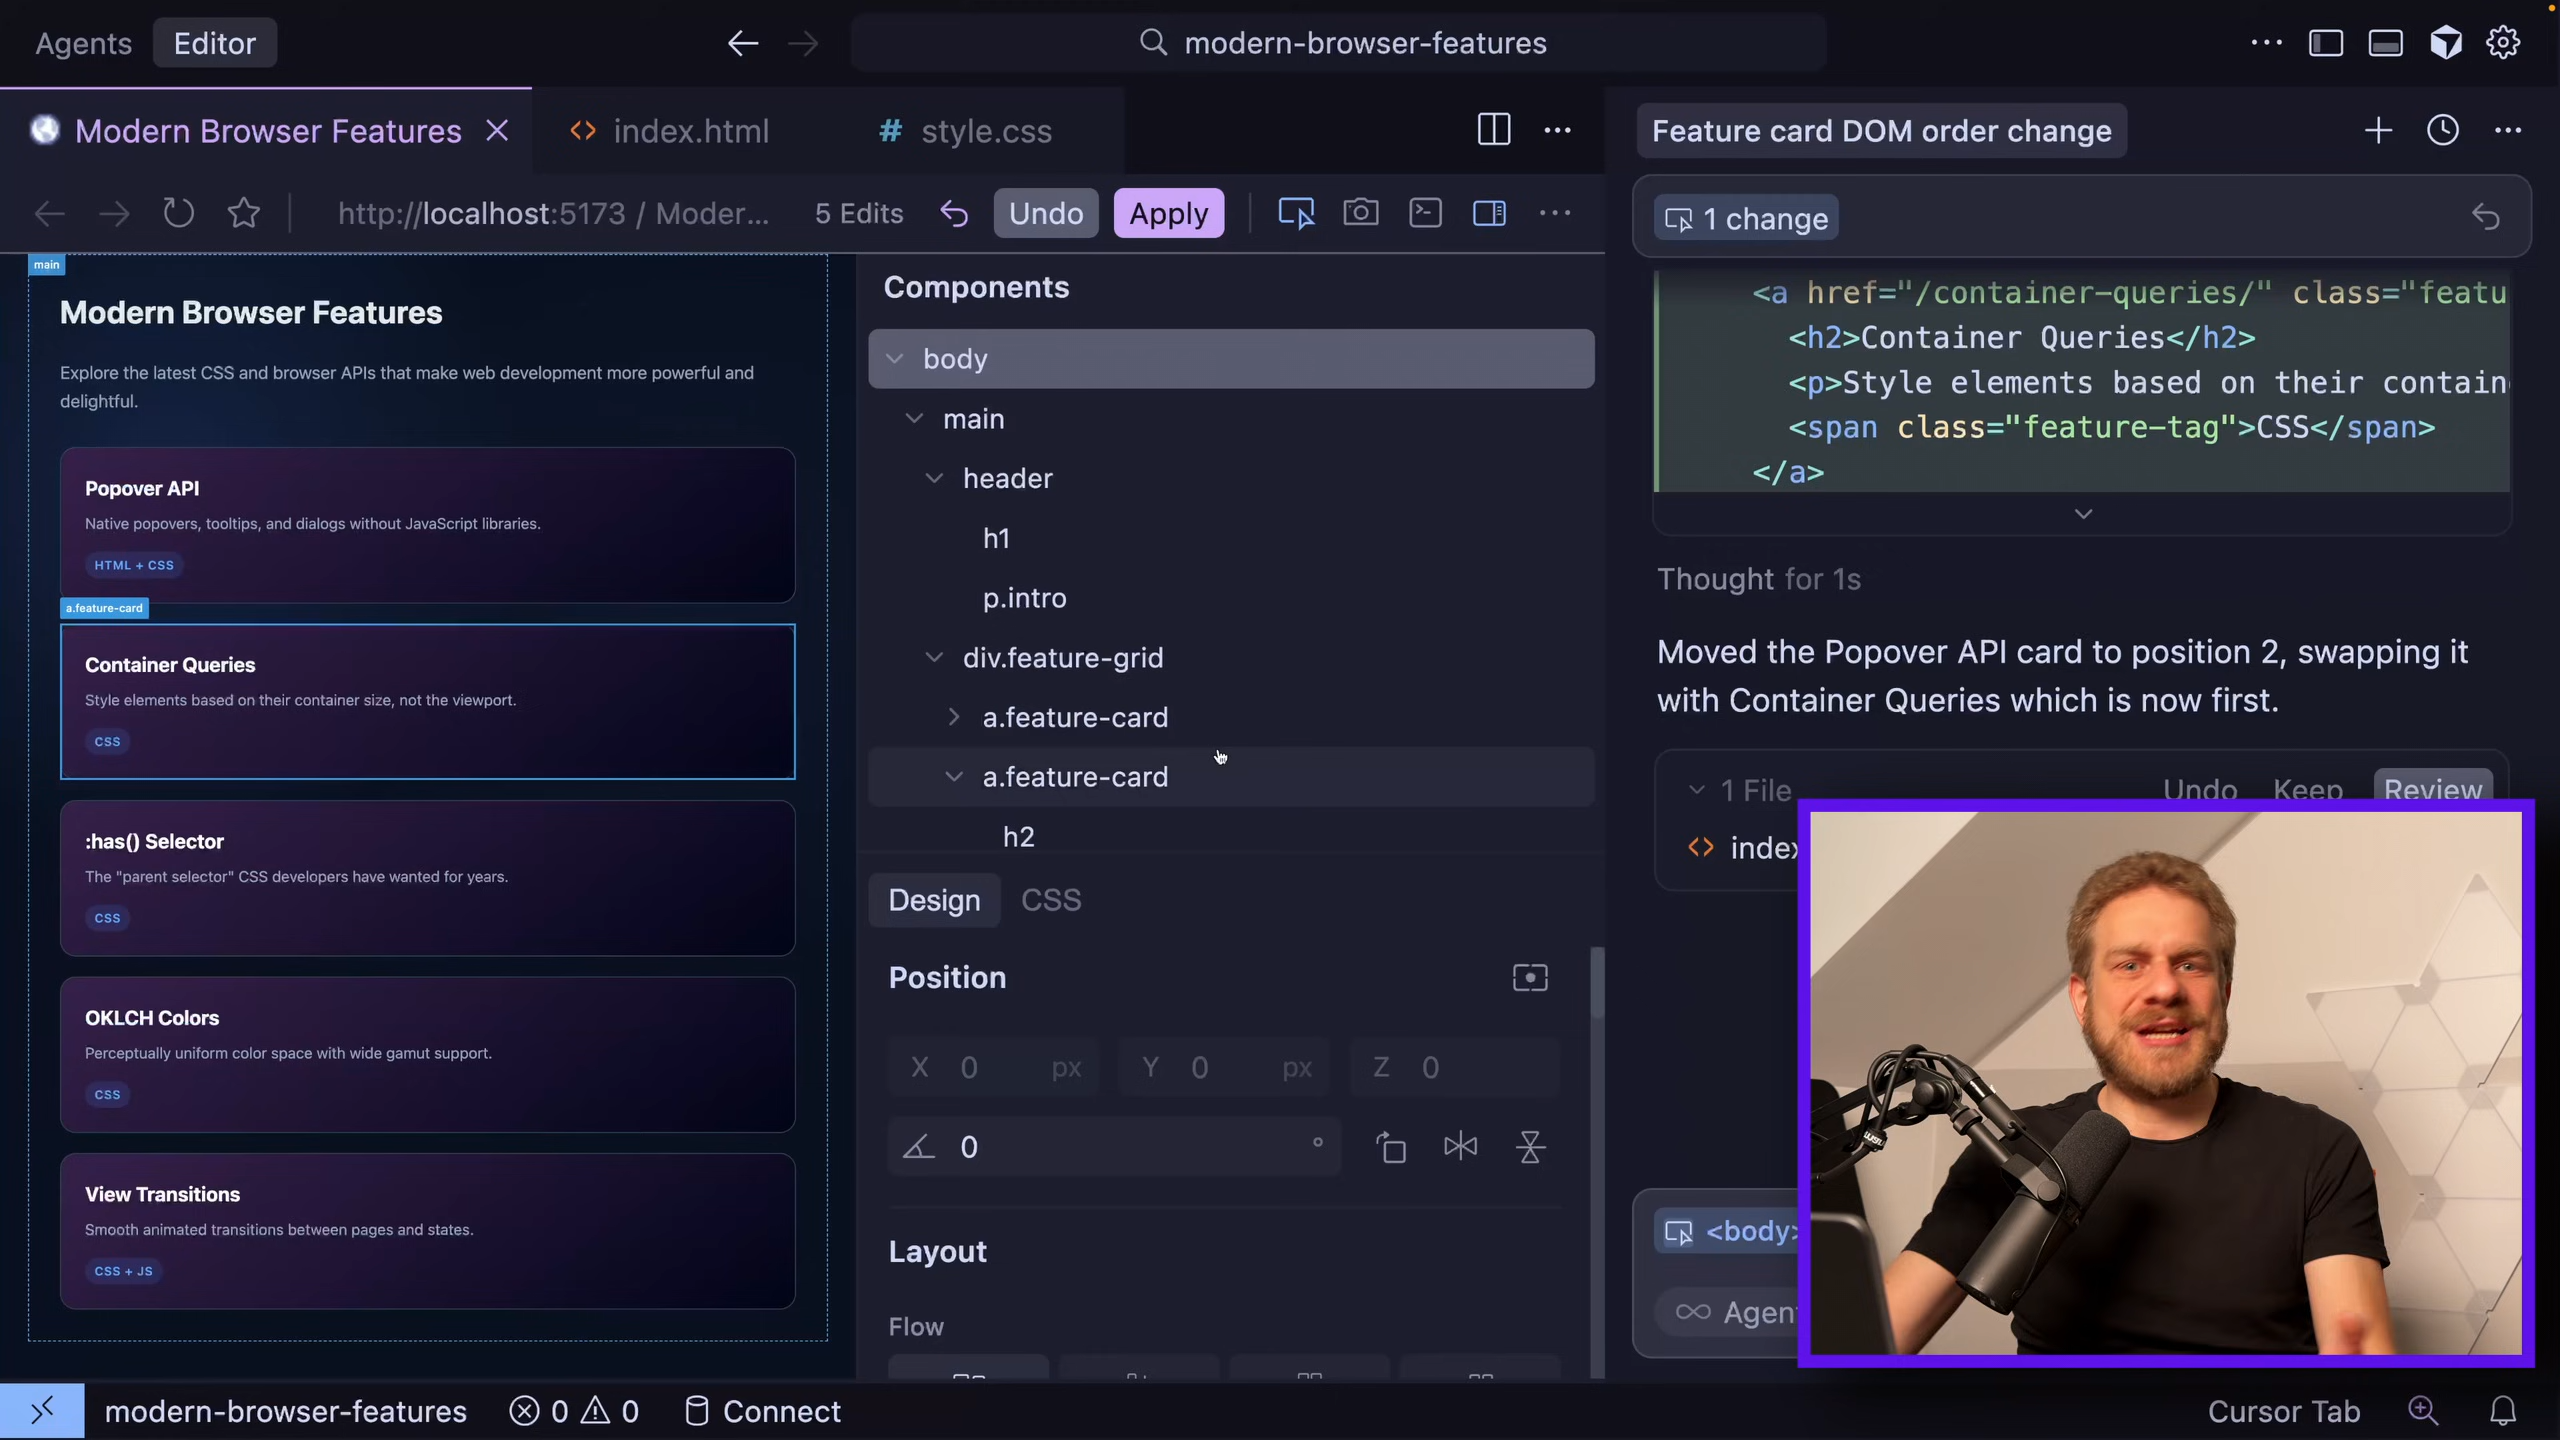 Agents Editor
modern-browser-features
Modern Browser Features
index.html
# style.css
Feature card DOM order change
http://localhost:5173 / Moder...
5 Edits
Undo
Apply
1 change
main
Modern Browser Features
Explore the latest CSS and browser APIs that make web development more powerful and
delightful.
Popover API
Native popovers, tooltips, and dialogs without JavaScript libraries.
HTML + CSS
a.feature-card
Container Queries
Style elements based on their container size, not the viewport.
CSS
:has() Selector
The "parent selector" CSS developers have wanted for years.
CSS
OKLCH Colors
Perceptually uniform color space with wide gamut support.
CSS
View Transitions
Smooth animated transitions between pages and states.
CSS + JS
Components
body
main
header
h1
p.intro
div.feature-grid
a.feature-card
a.feature-card
h2
Design CSS
Position
X 0 px Y 0 px Z 0
0 °
Layout
Flow
<a href="/container-queries/" class="featu
<h2>Container Queries</h2>
<p>Style elements based on their contain
<span class="feature-tag">CSS</span>
</a>
Thought for 1s
Moved the Popover API card to position 2, swapping it
with Container Queries which is now first.
1 File Undo Keep Review
index
<body>
Agen
modern-browser-features 0 0 Connect
Cursor Tab